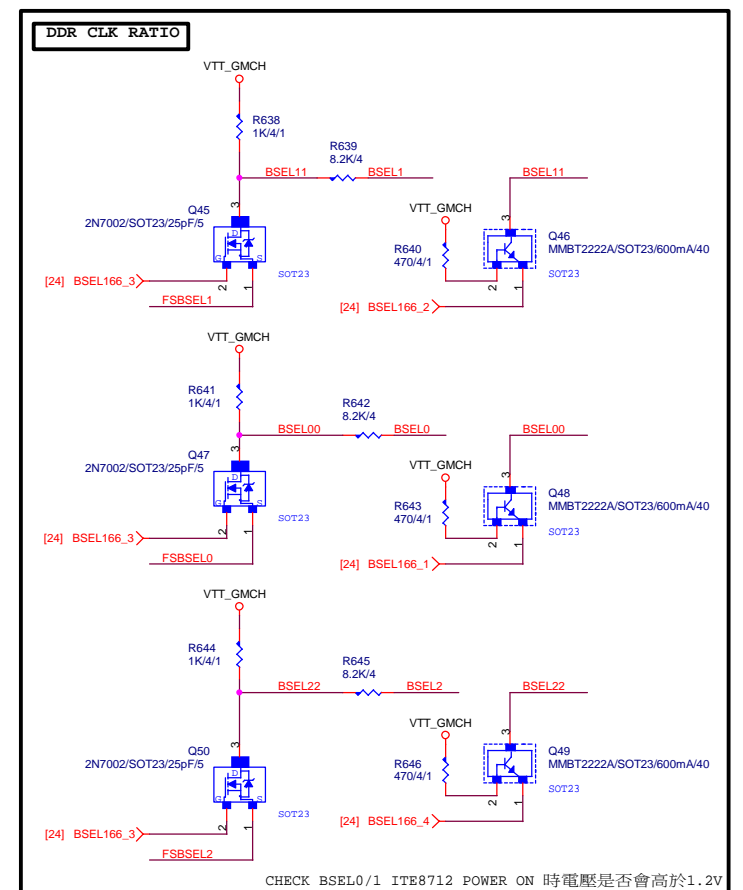 DDR CLK RATIO
VTT_GMCH
R638
1K/4/1
R639
8.2K/4
BSEL11
BSEL1
BSEL11
Q45
2N7002/SOT23/25pF/5
3
D
G
S
2
1
SOT23
[24] BSEL166_3
FSBSEL1
VTT_GMCH
R640
470/4/1
3
Q46
MMBT2222A/SOT23/600mA/40
SOT23
2
1
[24] BSEL166_2
VTT_GMCH
R641
1K/4/1
R642
8.2K/4
BSEL00
BSEL0
BSEL00
Q47
2N7002/SOT23/25pF/5
3
D
G
S
2
1
SOT23
[24] BSEL166_3
FSBSEL0
VTT_GMCH
R643
470/4/1
3
Q48
MMBT2222A/SOT23/600mA/40
SOT23
2
1
[24] BSEL166_1
VTT_GMCH
R644
1K/4/1
R645
8.2K/4
BSEL22
BSEL2
BSEL22
Q50
2N7002/SOT23/25pF/5
3
D
G
S
2
1
SOT23
[24] BSEL166_3
FSBSEL2
VTT_GMCH
R646
470/4/1
3
Q49
MMBT2222A/SOT23/600mA/40
SOT23
2
1
[24] BSEL166_4
CHECK BSEL0/1 ITE8712 POWER ON 時電壓是否會高於1.2V